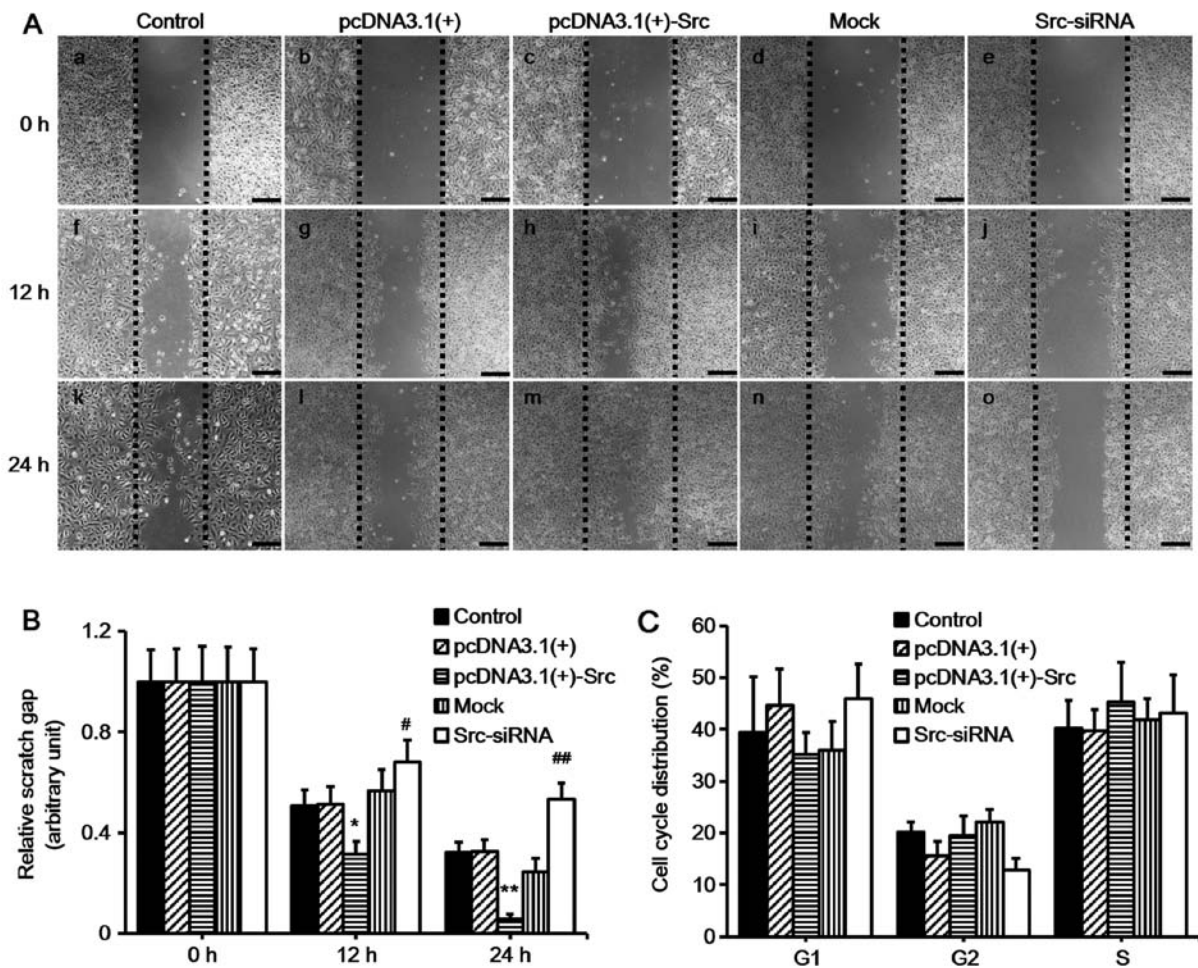 A
Control
pcDNA3.1(+)
pcDNA3.1(+)-Src
Mock
Src-siRNA
0 h
a
b
c
d
e
12 h
f
g
h
i
j
24 h
k
l
m
n
o
B
Relative scratch gap
(arbitrary unit)
1.2
0.8
0.4
0
Control
pcDNA3.1(+)
pcDNA3.1(+)-Src
Mock
Src-siRNA
*
#
**
##
0 h
12 h
24 h
C
Cell cycle distribution (%)
60
50
40
30
20
10
0
Control
pcDNA3.1(+)
pcDNA3.1(+)-Src
Mock
Src-siRNA
G1
G2
S